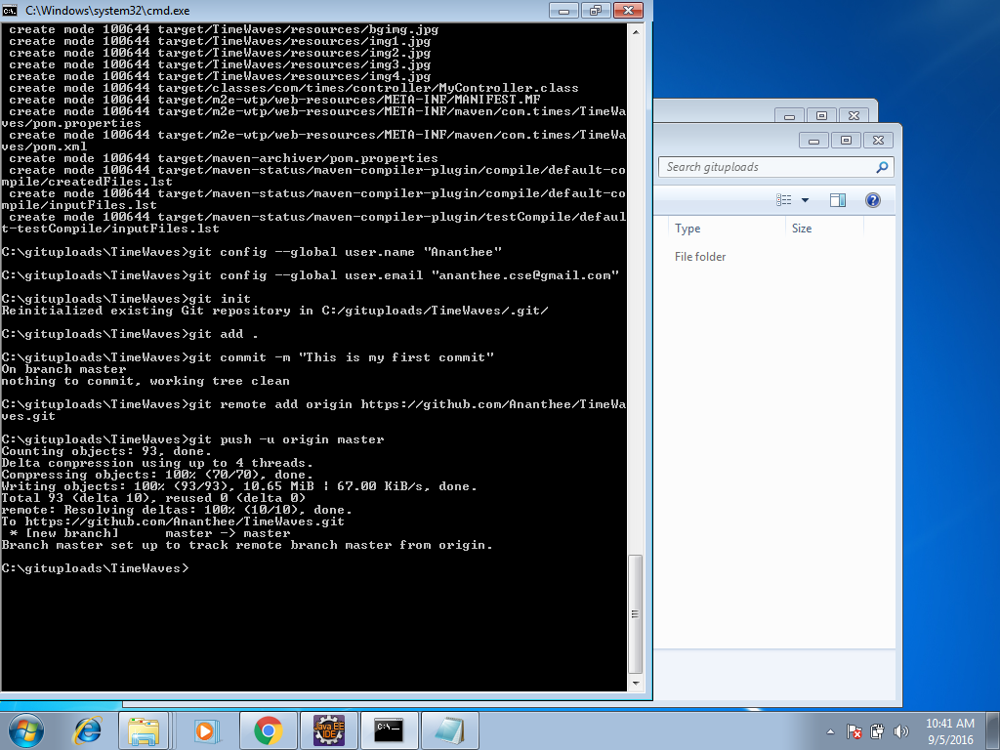 C:\Windows\system32\cmd.exe
create mode 100644 target/TimeWaves/resources/bgimg.jpg
create mode 100644 target/TimeWaves/resources/img1.jpg
create mode 100644 target/TimeWaves/resources/img2.jpg
create mode 100644 target/TimeWaves/resources/img3.jpg
create mode 100644 target/TimeWaves/resources/img4.jpg
create mode 100644 target/classes/com/times/controller/MyController.class
create mode 100644 target/m2e-wtp/web-resources/META-INF/MANIFEST.MF
create mode 100644 target/m2e-wtp/web-resources/META-INF/maven/com.times/TimeWa
ves/pom.properties
create mode 100644 target/m2e-wtp/web-resources/META-INF/maven/com.times/TimeWa
ves/pom.xml
create mode 100644 target/maven-archiver/pom.properties
create mode 100644 target/maven-status/maven-compiler-plugin/compile/default-co
mpile/createdFiles.lst
create mode 100644 target/maven-status/maven-compiler-plugin/compile/default-co
mpile/inputFiles.lst
create mode 100644 target/maven-status/maven-compiler-plugin/testCompile/defaul
t-testCompile/inputFiles.lst
C:\gituploads\TimeWaves>git config --global user.name "Ananthee"
C:\gituploads\TimeWaves>git config --global user.email "ananthee.cse@gmail.com"
C:\gituploads\TimeWaves>git init
Reinitialized existing Git repository in C:/gituploads/TimeWaves/.git/
C:\gituploads\TimeWaves>git add .
C:\gituploads\TimeWaves>git commit -m "This is my first commit"
On branch master
nothing to commit, working tree clean
C:\gituploads\TimeWaves>git remote add origin https://github.com/Ananthee/TimeWa
ves.git
C:\gituploads\TimeWaves>git push -u origin master
Counting objects: 93, done.
Delta compression using up to 4 threads.
Compressing objects: 100% (70/70), done.
Writing objects: 100% (93/93), 10.65 MiB ¦ 67.00 KiB/s, done.
Total 93 (delta 10), reused 0 (delta 0)
remote: Resolving deltas: 100% (10/10), done.
To https://github.com/Ananthee/TimeWaves.git
* [new branch]      master -> master
Branch master set up to track remote branch master from origin.
C:\gituploads\TimeWaves>
Search gituploads
Type Size
File folder
Java EE
IDE
C:\_
10:41 AM
9/5/2016